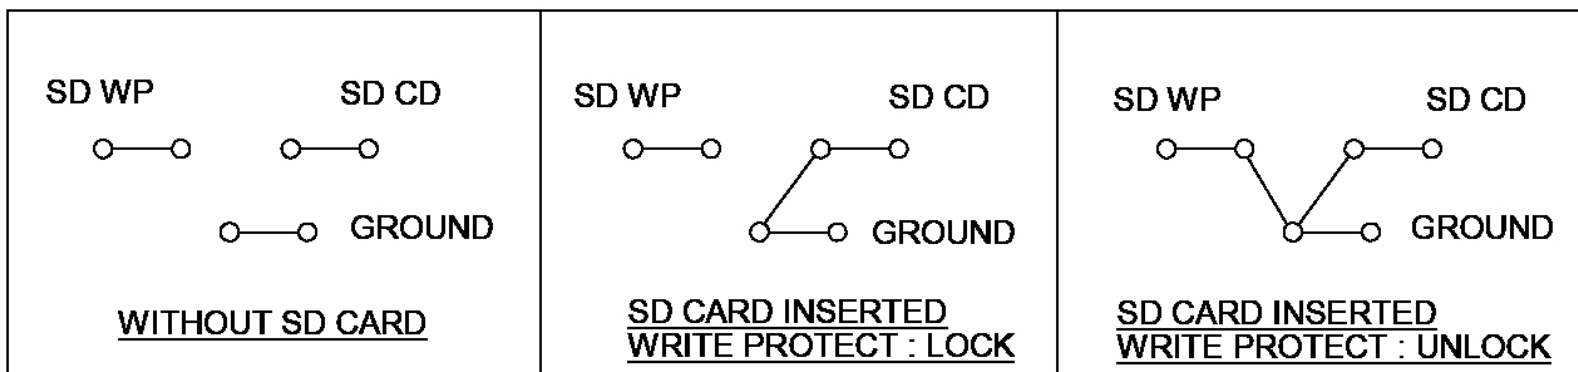 SD WP
SD CD
GROUND
WITHOUT SD CARD
SD WP
SD CD
GROUND
SD CARD INSERTED
WRITE PROTECT : LOCK
SD WP
SD CD
GROUND
SD CARD INSERTED
WRITE PROTECT : UNLOCK